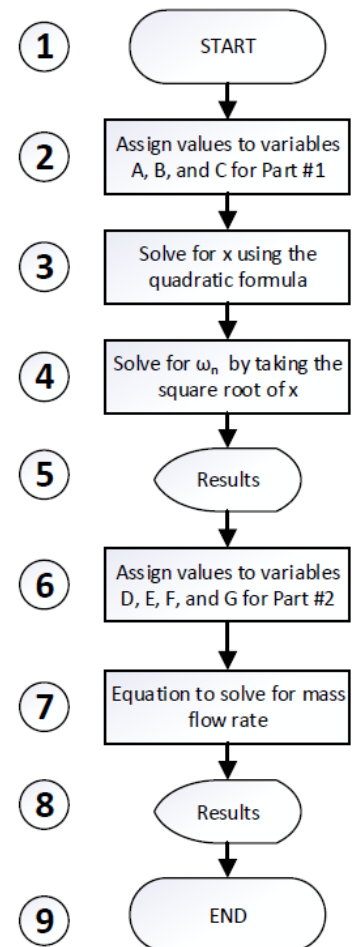 1
START
2
Assign values to variables
A, B, and C for Part #1
3
Solve for x using the
quadratic formula
4
Solve for ωn by taking the
square root of x
5
Results
6
Assign values to variables
D, E, F, and G for Part #2
7
Equation to solve for mass
flow rate
8
Results
9
END